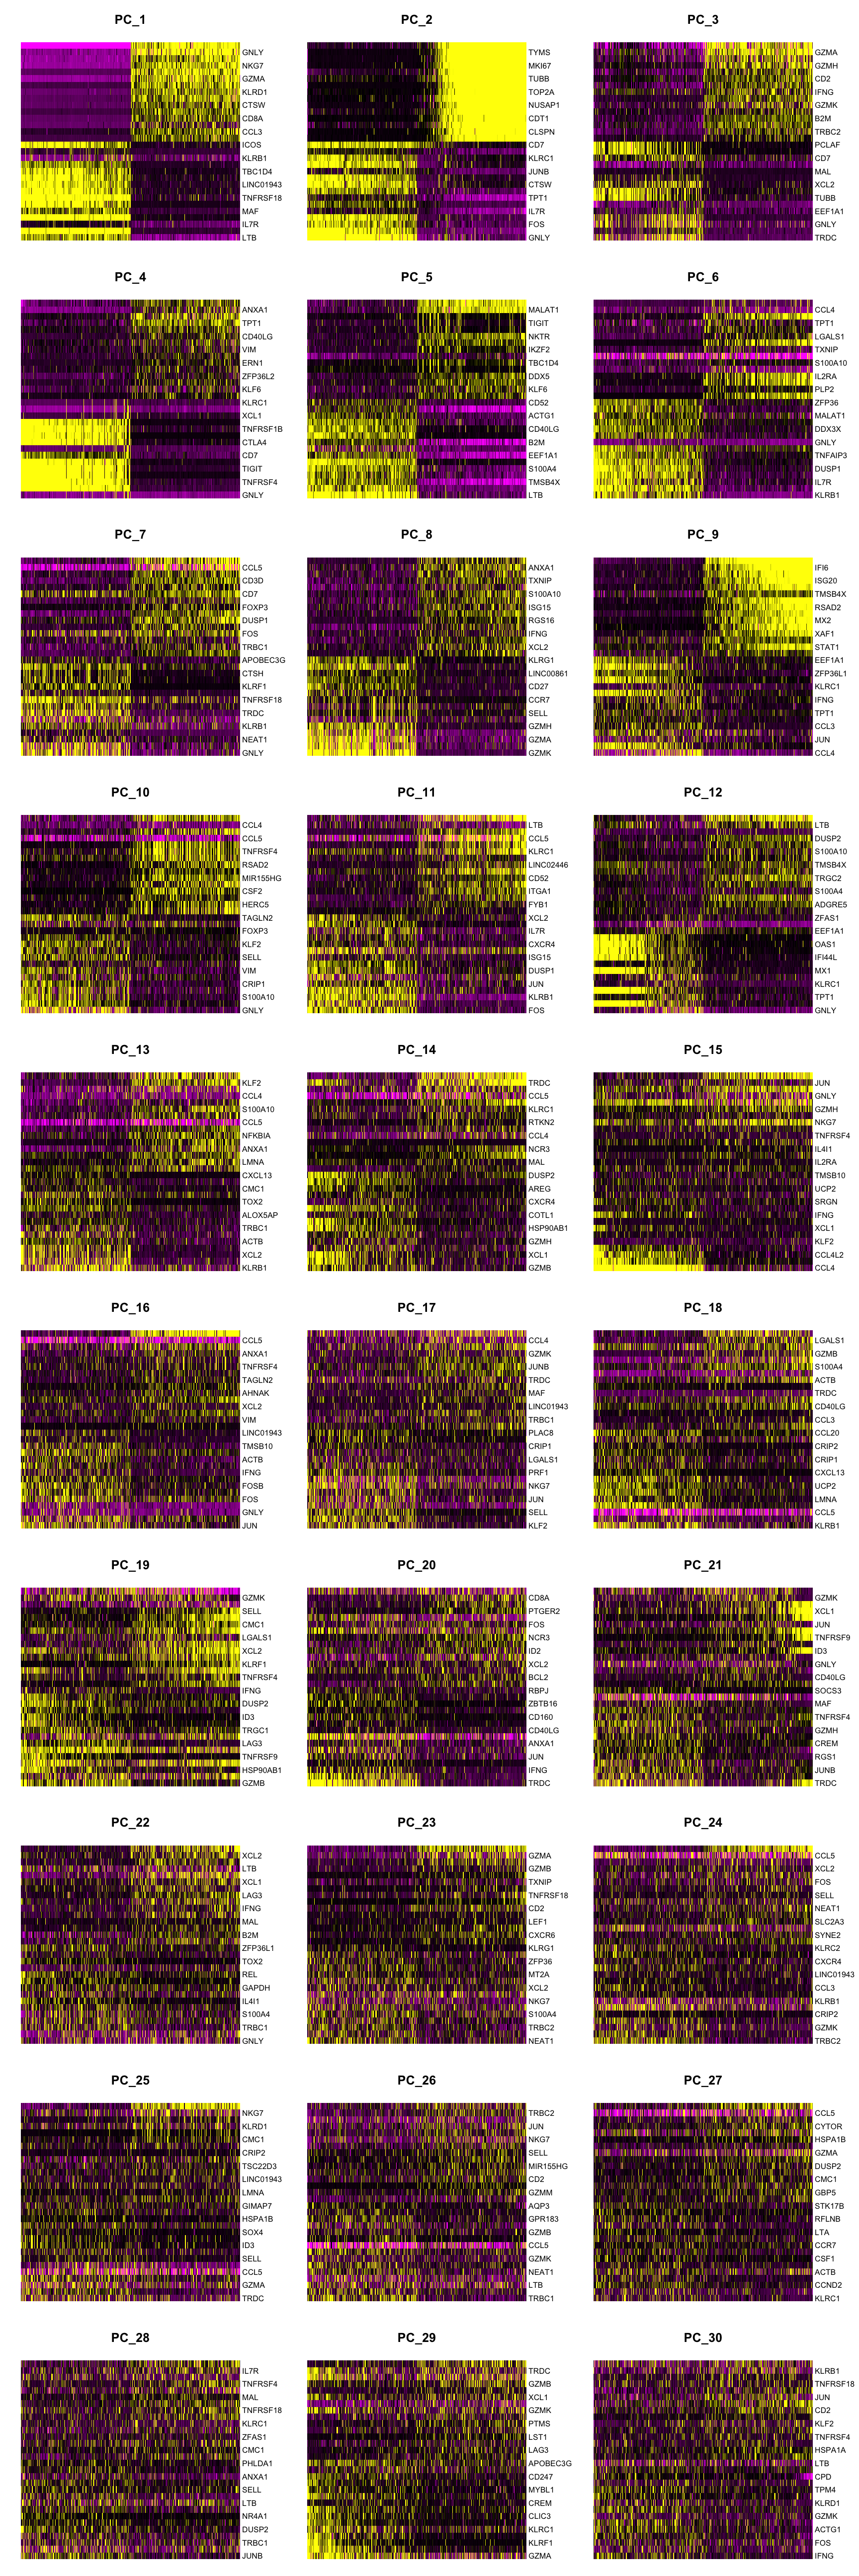 PC_1
GNLY
NKG7
GZMA
KLRD1
CTSW
CD8A
CCL3
ICOS
KLRB1
TBC1D4
LINC01943
TNFRSF18
MAF
IL7R
LTB
PC_2
TYMS
MKI67
TUBB
TOP2A
NUSAP1
CDT1
CLSPN
CD7
KLRC1
JUNB
CTSW
TPT1
IL7R
FOS
GNLY
PC_3
GZMA
GZMH
CD2
IFNG
GZMK
B2M
TRBC2
PCLAF
CD7
MAL
XCL2
TUBB
EEF1A1
GNLY
TRDC
PC_4
ANXA1
TPT1
CD40LG
VIM
ERN1
ZFP36L2
KLF6
KLRC1
XCL1
TNFRSF1B
CTLA4
CD7
TIGIT
TNFRSF4
GNLY
PC_5
MALAT1
TIGIT
NKTR
IKZF2
TBC1D4
DDX5
KLF6
CD52
ACTG1
CD40LG
B2M
EEF1A1
S100A4
TMSB4X
LTB
PC_6
CCL4
TPT1
LGALS1
TXNIP
S100A10
IL2RA
PLP2
ZFP36
MALAT1
DDX3X
GNLY
TNFAIP3
DUSP1
IL7R
KLRB1
PC_7
CCL5
CD3D
CD7
FOXP3
DUSP1
FOS
TRBC1
APOBEC3G
CTSH
KLRF1
TNFRSF18
TRDC
KLRB1
NEAT1
GNLY
PC_8
ANXA1
TXNIP
S100A10
ISG15
RGS16
IFNG
XCL2
KLRG1
LINC00861
CD27
CCR7
SELL
GZMH
GZMA
GZMK
PC_9
IFI6
ISG20
TMSB4X
RSAD2
MX2
XAF1
STAT1
EEF1A1
ZFP36L1
KLRC1
IFNG
TPT1
CCL3
JUN
CCL4
PC_10
CCL4
CCL5
TNFRSF4
RSAD2
MIR155HG
CSF2
HERC5
TAGLN2
FOXP3
KLF2
SELL
VIM
CRIP1
S100A10
GNLY
PC_11
LTB
CCL5
KLRC1
LINC02446
CD52
ITGA1
FYB1
XCL2
IL7R
CXCR4
ISG15
DUSP1
JUN
KLRB1
FOS
PC_12
LTB
DUSP2
S100A10
TMSB4X
TRGC2
S100A4
ADGRE5
ZFAS1
EEF1A1
OAS1
IFI44L
MX1
KLRC1
TPT1
GNLY
PC_13
KLF2
CCL4
S100A10
CCL5
NFKBIA
ANXA1
LMNA
CXCL13
CMC1
TOX2
ALOX5AP
TRBC1
ACTB
XCL2
KLRB1
PC_14
TRDC
CCL5
KLRC1
RTKN2
CCL4
NCR3
MAL
DUSP2
AREG
CXCR4
COTL1
HSP90AB1
GZMH
XCL1
GZMB
PC_15
JUN
GNLY
GZMH
NKG7
TNFRSF4
IL4I1
IL2RA
TMSB10
UCP2
SRGN
IFNG
XCL1
KLF2
CCL4L2
CCL4
PC_16
CCL5
ANXA1
TNFRSF4
TAGLN2
AHNAK
XCL2
VIM
LINC01943
TMSB10
ACTB
IFNG
FOSB
FOS
GNLY
JUN
PC_17
CCL4
GZMK
JUNB
TRDC
MAF
LINC01943
TRBC1
PLAC8
CRIP1
LGALS1
PRF1
NKG7
JUN
SELL
KLF2
PC_18
LGALS1
GZMB
S100A4
ACTB
TRDC
CD40LG
CCL3
CCL20
CRIP2
CRIP1
CXCL13
UCP2
LMNA
CCL5
KLRB1
PC_19
GZMK
SELL
CMC1
LGALS1
XCL2
KLRF1
TNFRSF4
IFNG
DUSP2
ID3
TRGC1
LAG3
TNFRSF9
HSP90AB1
GZMB
PC_20
CD8A
PTGER2
FOS
NCR3
ID2
XCL2
BCL2
RBPJ
ZBTB16
CD160
CD40LG
ANXA1
JUN
IFNG
TRDC
PC_21
GZMK
XCL1
JUN
TNFRSF9
ID3
GNLY
CD40LG
SOCS3
MAF
TNFRSF4
GZMH
CREM
RGS1
JUNB
TRDC
PC_22
XCL2
LTB
XCL1
LAG3
IFNG
MAL
B2M
ZFP36L1
TOX2
REL
GAPDH
IL4I1
S100A4
TRBC1
GNLY
PC_23
GZMA
GZMB
TXNIP
TNFRSF18
CD2
LEF1
CXCR6
KLRG1
ZFP36
MT2A
XCL2
NKG7
S100A4
TRBC2
NEAT1
PC_24
CCL5
XCL2
FOS
SELL
NEAT1
SLC2A3
SYNE2
KLRC2
CXCR4
LINC01943
CCL3
KLRB1
CRIP2
GZMK
TRBC2
PC_25
NKG7
KLRD1
CMC1
CRIP2
TSC22D3
LINC01943
LMNA
GIMAP7
HSPA1B
SOX4
ID3
SELL
CCL5
GZMA
TRDC
PC_26
TRBC2
JUN
NKG7
SELL
MIR155HG
CD2
GZMM
AQP3
GPR183
GZMB
CCL5
GZMK
NEAT1
LTB
TRBC1
PC_27
CCL5
CYTOR
HSPA1B
GZMA
DUSP2
CMC1
GBP5
STK17B
RFLNB
LTA
CCR7
CSF1
ACTB
CCND2
KLRC1
PC_28
IL7R
TNFRSF4
MAL
TNFRSF18
KLRC1
ZFAS1
CMC1
PHLDA1
ANXA1
SELL
LTB
NR4A1
DUSP2
TRBC1
JUNB
PC_29
TRDC
GZMB
XCL1
GZMK
PTMS
LST1
LAG3
APOBEC3G
CD247
MYBL1
CREM
CLIC3
KLRC1
KLRF1
GZMA
PC_30
KLRB1
TNFRSF18
JUN
CD2
KLF2
TNFRSF4
HSPA1A
LTB
CPD
TPM4
KLRD1
GZMK
ACTG1
FOS
IFNG